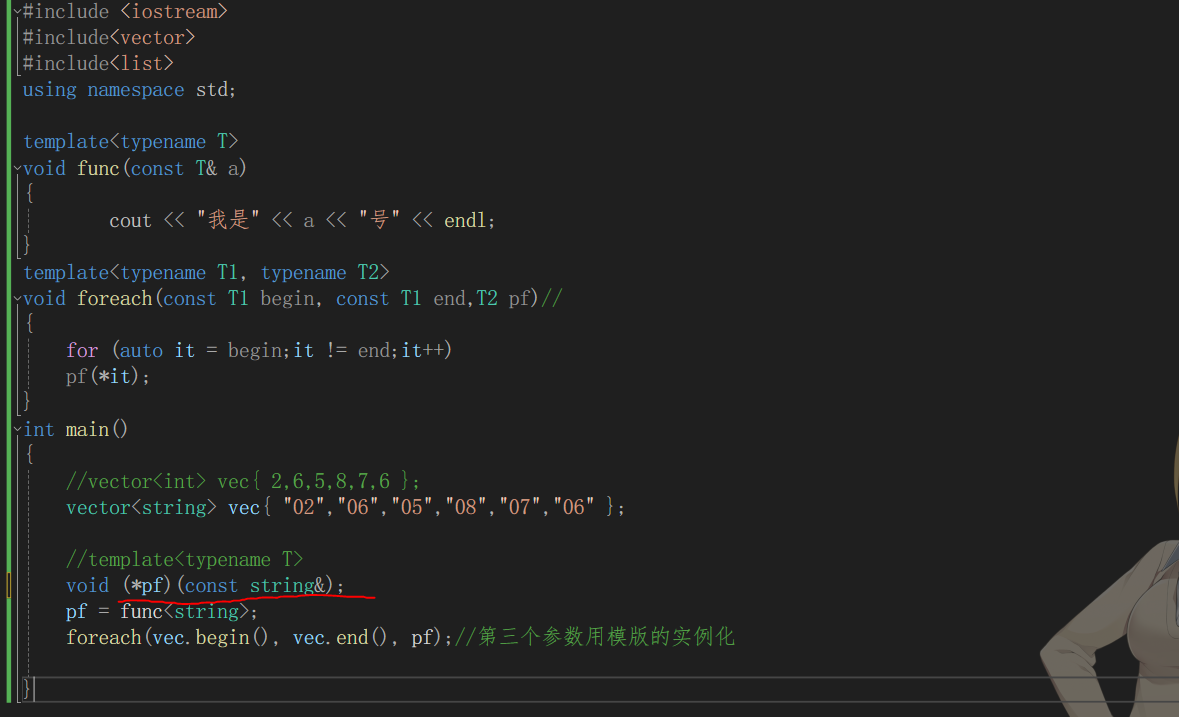 #include <iostream>
#include<vector>
#include<list>
using namespace std;
template<typename T>
void func(const T& a)
{
cout << "我是" << a << "号" << endl;
}
template<typename T1, typename T2>
void foreach(const T1 begin, const T1 end,T2 pf)//
{
for (auto it = begin;it != end;it++)
pf(*it);
}
int main()
{
//vector<int> vec{ 2,6,5,8,7,6 };
vector<string> vec{ "02","06","05","08","07","06" };
//template<typename T>
void (*pf)(const string&);
pf = func<string>;
foreach(vec.begin(), vec.end(), pf);//第三个参数用模版的实例化
}